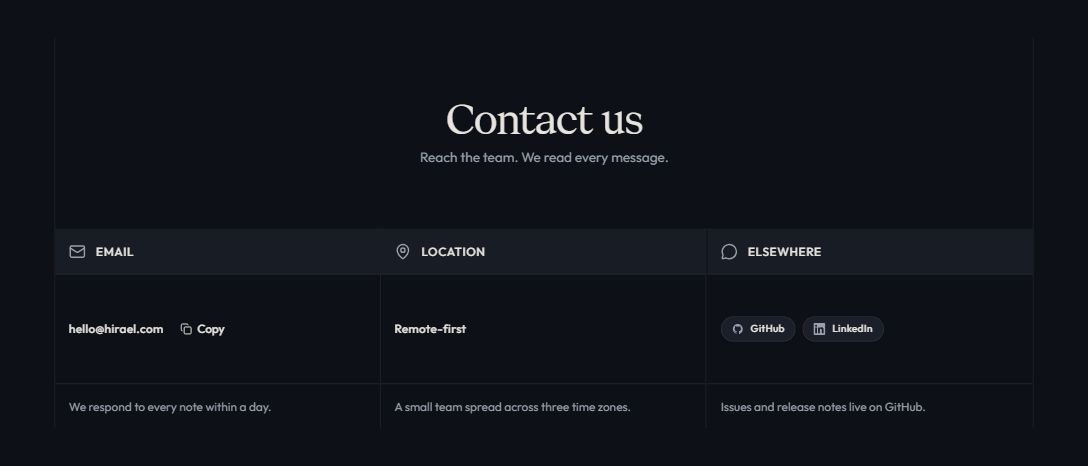 Contact us
Reach the team. We read every message.
EMAIL
LOCATION
ELSEWHERE
hello@hirael.com
Copy
Remote-first
GitHub
LinkedIn
We respond to every note within a day.
A small team spread across three time zones.
Issues and release notes live on GitHub.